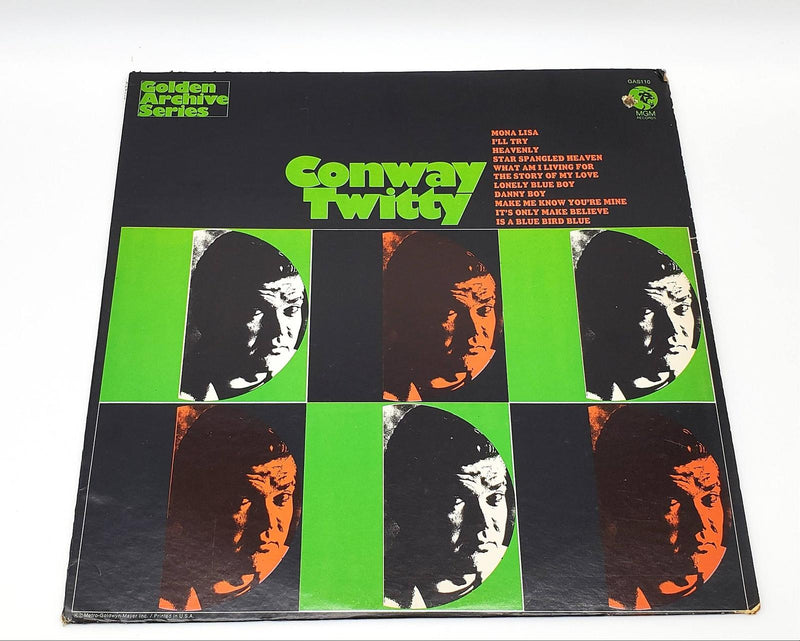 Golden
Archive
Series
GAS110
MGM
RECORDS
Conway
Twitty
MONA LISA
I'LL TRY
HEAVENLY
STAR SPANGLED HEAVEN
WHAT AM I LIVING FOR
THE STORY OF MY LOVE
LONELY BLUE BOY
DANNY BOY
MAKE ME KNOW YOU'RE MINE
IT'S ONLY MAKE BELIEVE
IS A BLUE BIRD BLUE
Metro-Goldwyn-Mayer Inc. / Printed in U.S.A.